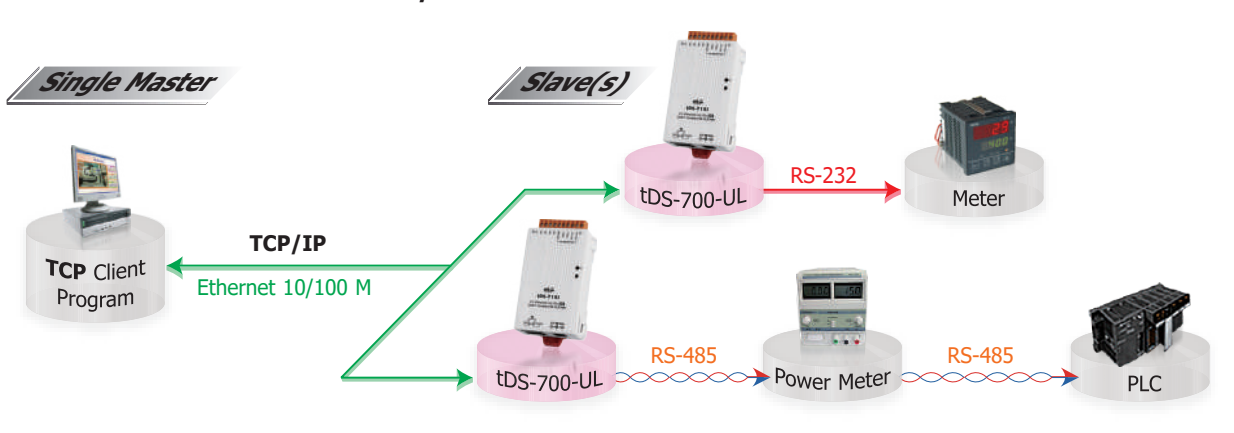 Single Master
Slave(s)
TCP Client
Program
TCP/IP
Ethernet 10/100 M
tDS-700-UL
RS-232
Meter
tDS-700-UL
RS-485
Power Meter
RS-485
PLC